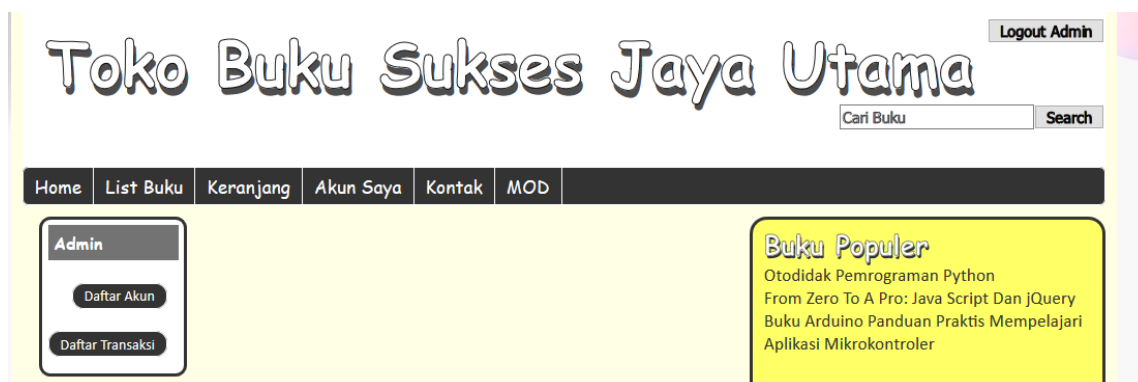 Logout Admin
Toko Buku Sukses Jaya Utama
Cari Buku Search
Home List Buku Keranjang Akun Saya Kontak MOD
Admin
Daftar Akun
Daftar Transaksi
Buku Populer
Otodidak Pemrograman Python
From Zero To A Pro: Java Script Dan jQuery
Buku Arduino Panduan Praktis Mempelajari
Aplikasi Mikrokontroler